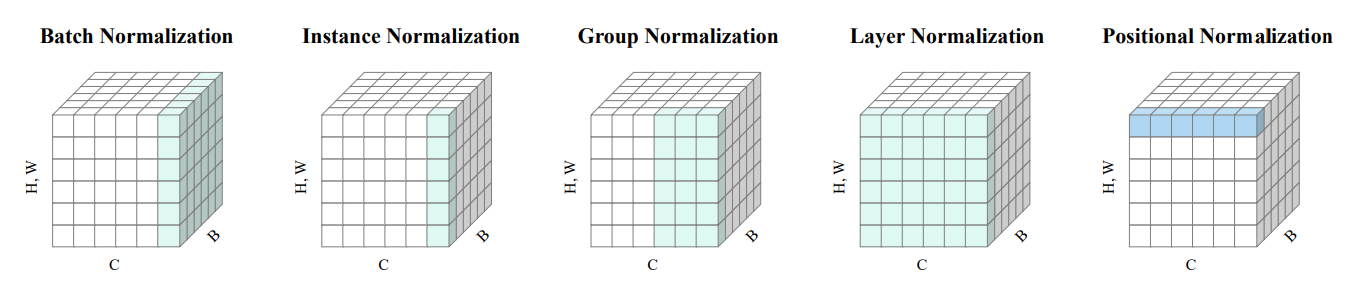 Batch Normalization
Instance Normalization
Group Normalization
Layer Normalization
Positional Normalization
H, W
C
B
H, W
C
B
H, W
C
B
H, W
C
B
H, W
C
B